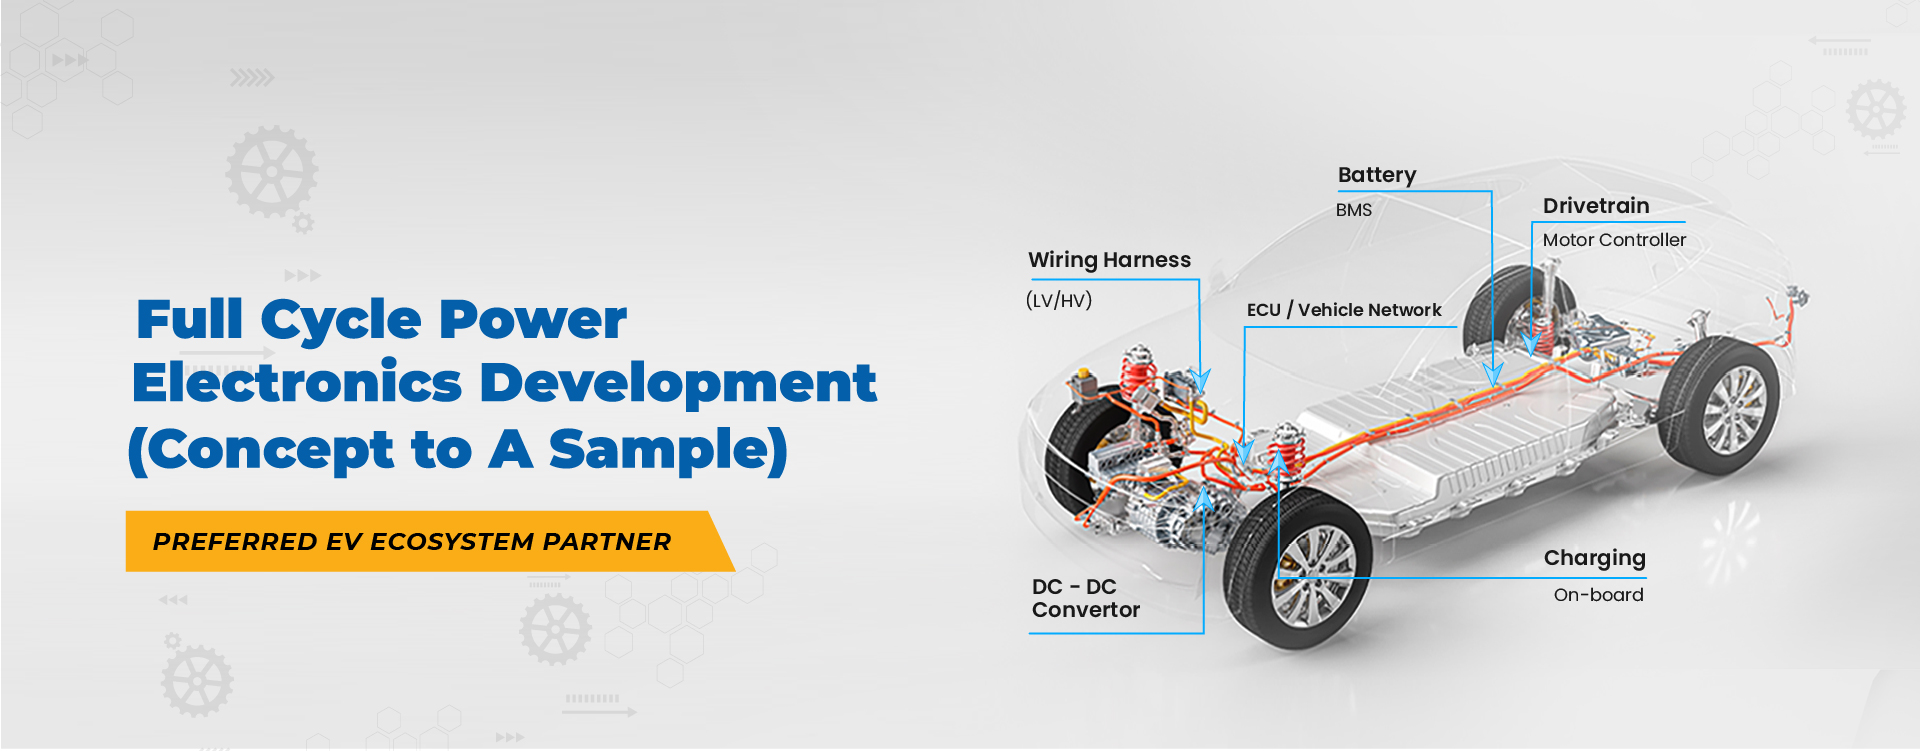 Full Cycle Power
Electronics Development
(Concept to A Sample)
PREFERRED EV ECOSYSTEM PARTNER
Battery
BMS
Drivetrain
Motor Controller
Wiring Harness
(LV/HV)
ECU / Vehicle Network
DC - DC
Convertor
Charging
On-board